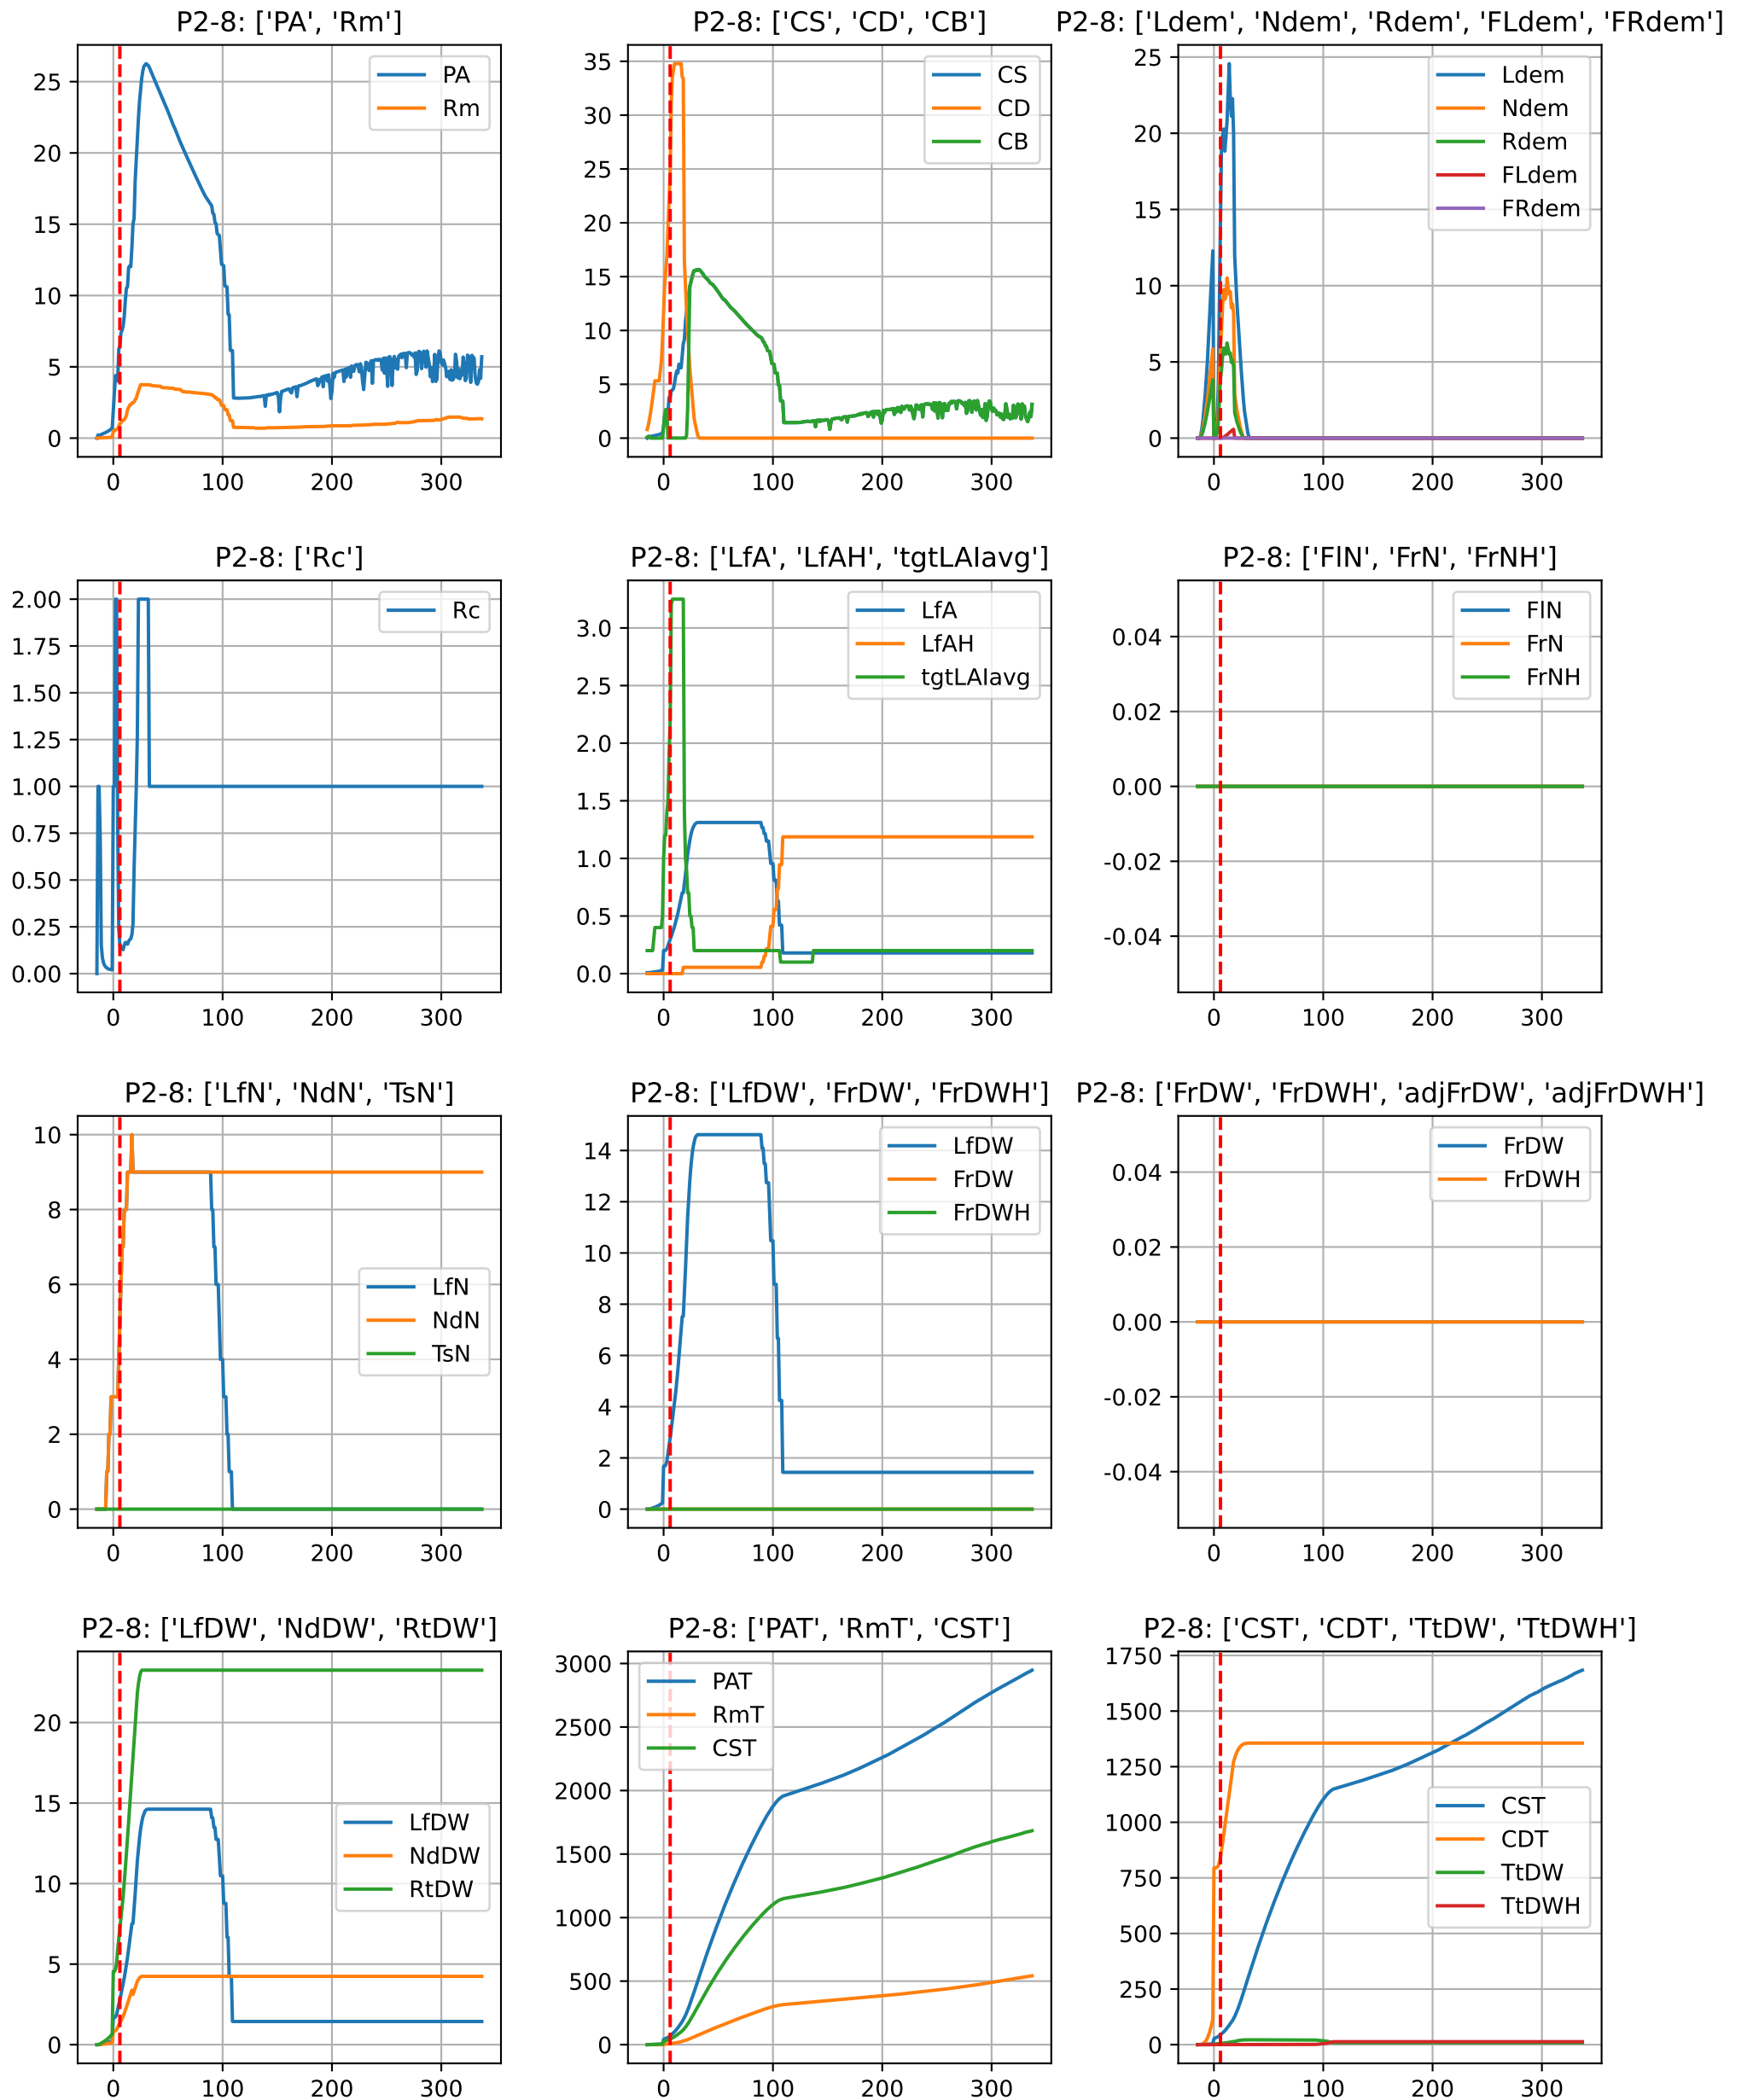 P2-8: ['PA', 'Rm']
25
20
15
10
5
0
0 100 200 300
PA
Rm
P2-8: ['CS', 'CD', 'CB']
35
30
25
20
15
10
5
0
0 100 200 300
CS
CD
CB
P2-8: ['Ldem', 'Ndem', 'Rdem', 'FLdem', 'FRdem']
25
20
15
10
5
0
0 100 200 300
Ldem
Ndem
Rdem
FLdem
FRdem
P2-8: ['Rc']
2.00
1.75
1.50
1.25
1.00
0.75
0.50
0.25
0.00
0 100 200 300
Rc
P2-8: ['LfA', 'LfAH', 'tgtLAIavg']
3.0
2.5
2.0
1.5
1.0
0.5
0.0
0 100 200 300
LfA
LfAH
tgtLAIavg
P2-8: ['FlN', 'FrN', 'FrNH']
0.04
0.02
0.00
-0.02
-0.04
0 100 200 300
FlN
FrN
FrNH
P2-8: ['LfN', 'NdN', 'TsN']
10
8
6
4
2
0
0 100 200 300
LfN
NdN
TsN
P2-8: ['LfDW', 'FrDW', 'FrDWH']
14
12
10
8
6
4
2
0
0 100 200 300
LfDW
FrDW
FrDWH
P2-8: ['FrDW', 'FrDWH', 'adjFrDW', 'adjFrDWH']
0.04
0.02
0.00
-0.02
-0.04
0 100 200 300
FrDW
FrDWH
P2-8: ['LfDW', 'NdDW', 'RtDW']
20
15
10
5
0
0 100 200 300
LfDW
NdDW
RtDW
P2-8: ['PAT', 'RmT', 'CST']
3000
2500
2000
1500
1000
500
0
0 100 200 300
PAT
RmT
CST
P2-8: ['CST', 'CDT', 'TtDW', 'TtDWH']
1750
1500
1250
1000
750
500
250
0
0 100 200 300
CST
CDT
TtDW
TtDWH